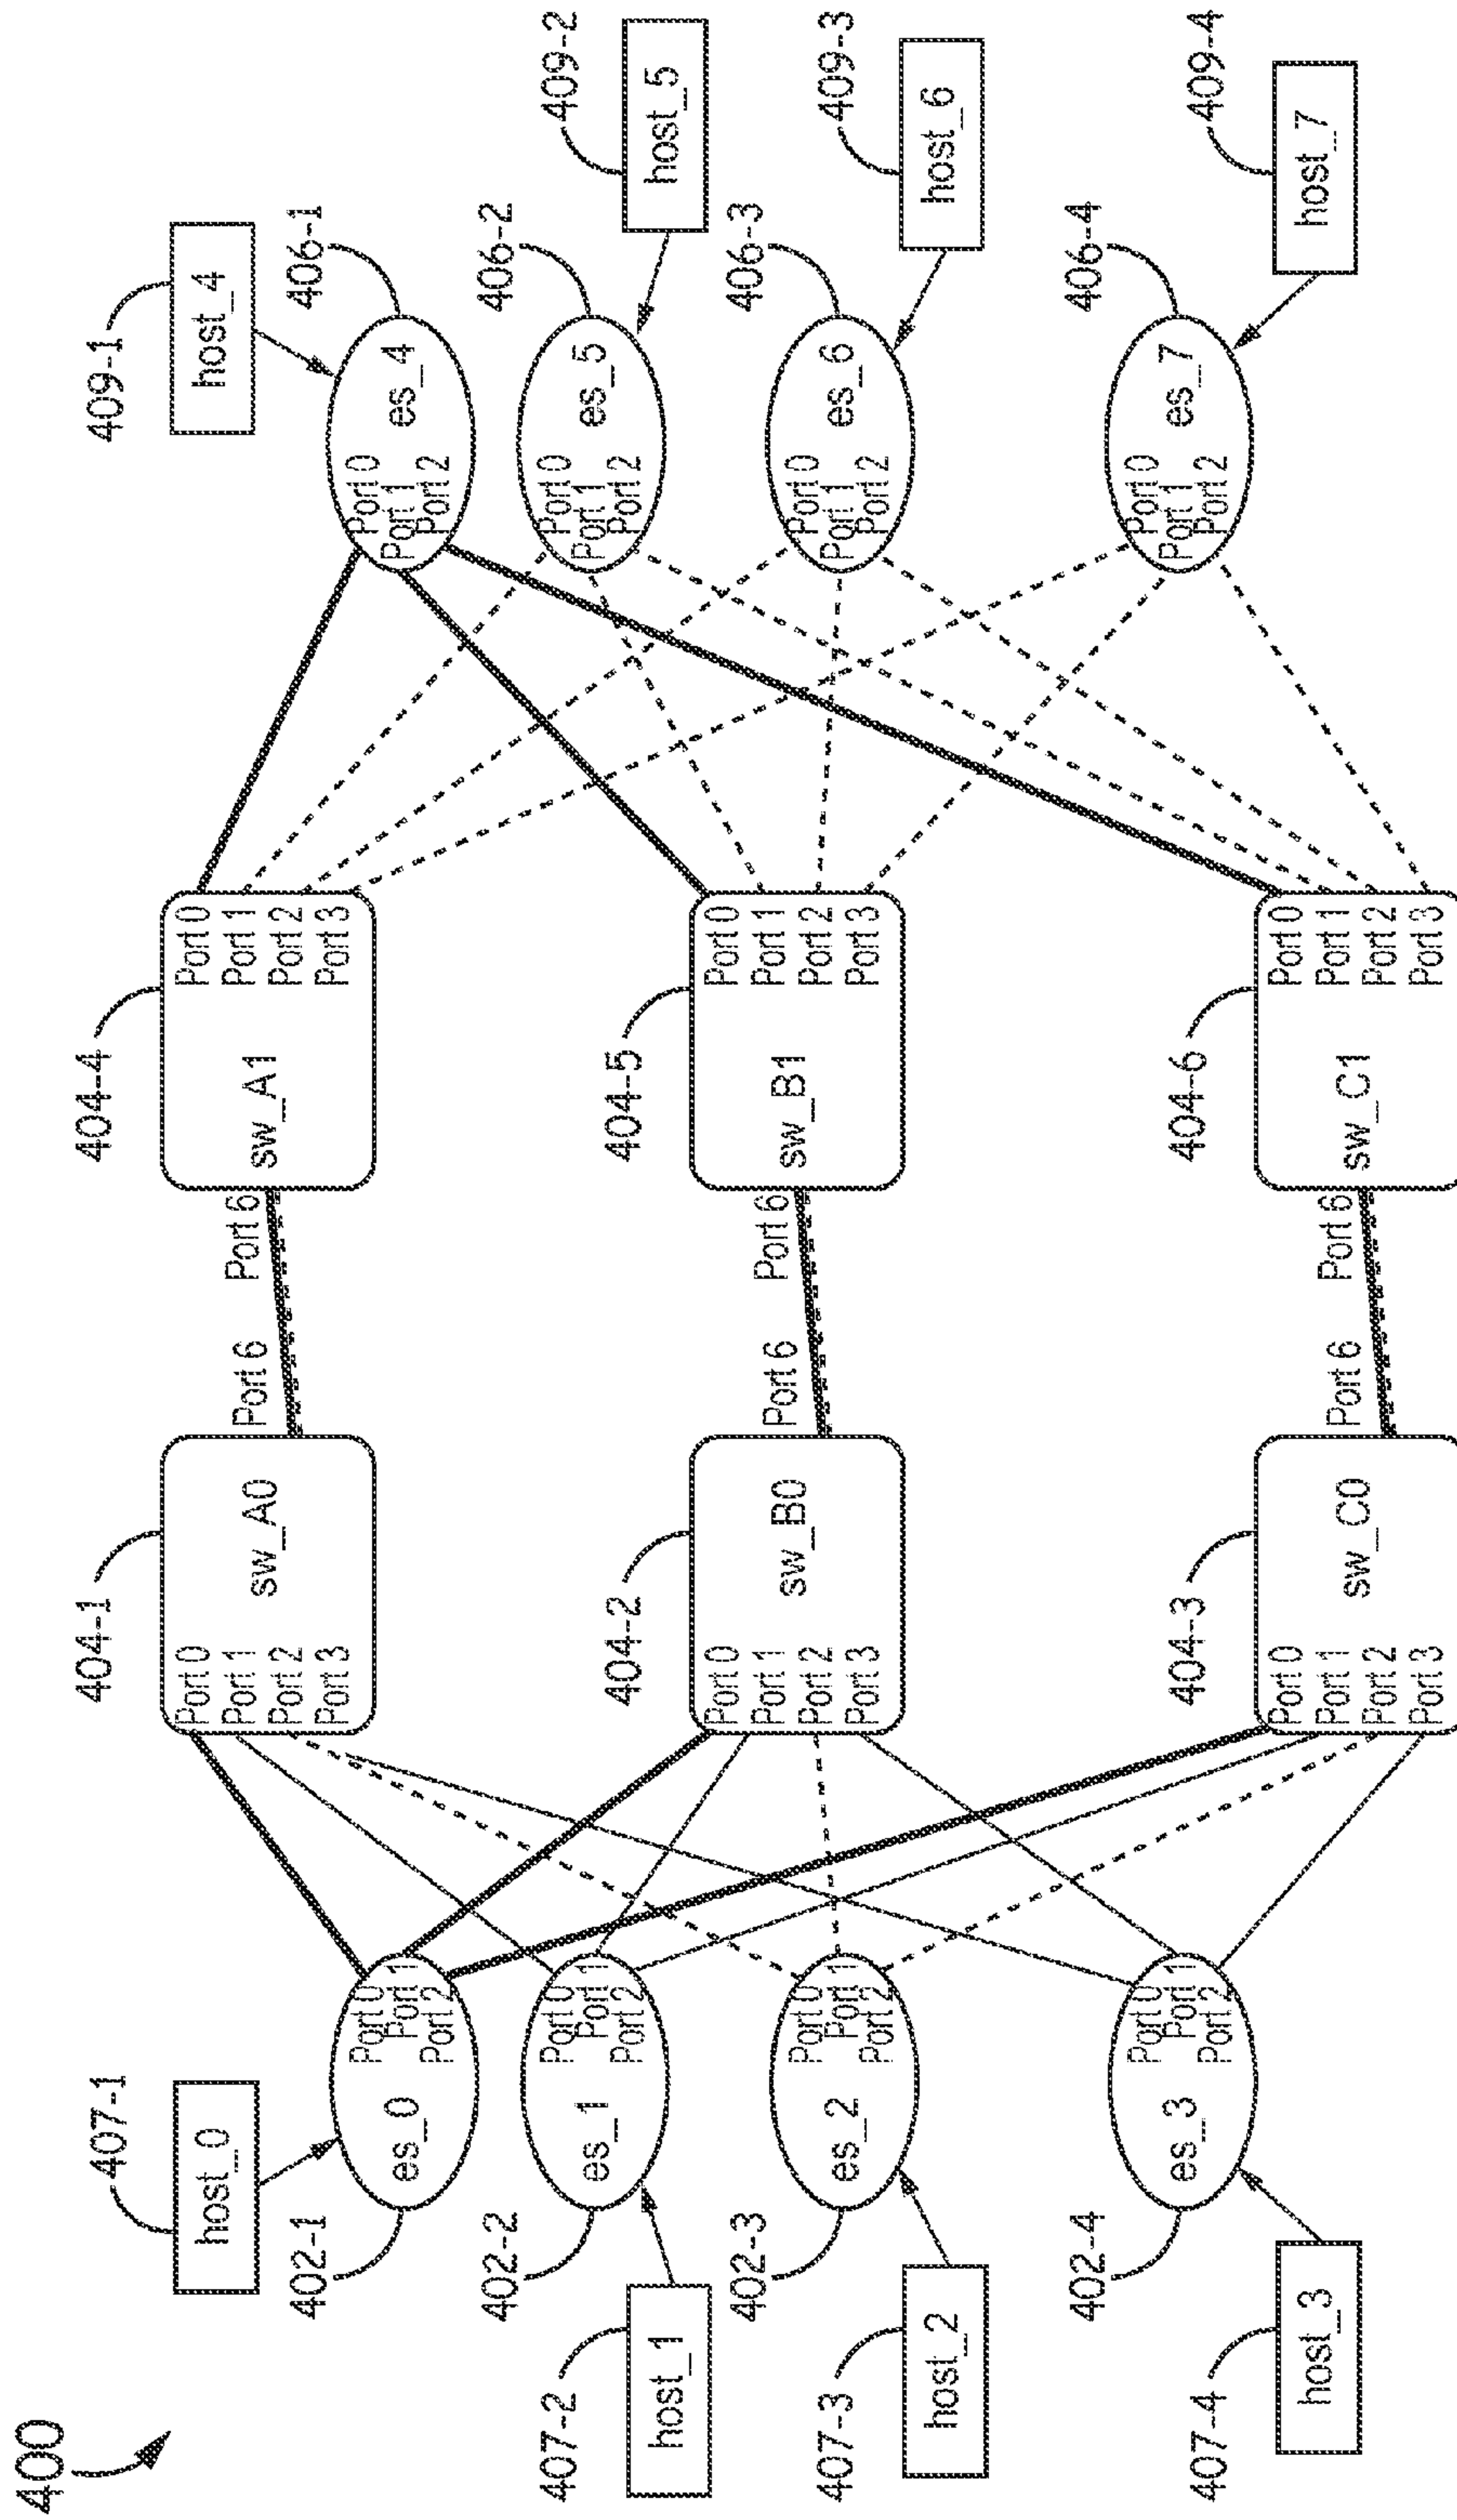 400
407-1
host_0
402-1
es_0
Port 0
Port 1
Port 2
407-2
host_1
402-2
es_1
Port 0
Port 1
Port 2
407-3
host_2
402-3
es_2
Port 0
Port 1
Port 2
407-4
host_3
402-4
es_3
Port 0
Port 1
Port 2
404-1
Port 0
Port 1
Port 2
Port 3
sw_A0
Port 6
404-2
Port 0
Port 1
Port 2
Port 3
sw_B0
Port 6
404-3
Port 0
Port 1
Port 2
Port 3
sw_C0
Port 6
404-4
Port 6
sw_A1
Port 0
Port 1
Port 2
Port 3
404-5
Port 6
sw_B1
Port 0
Port 1
Port 2
Port 3
404-6
Port 6
sw_C1
Port 0
Port 1
Port 2
Port 3
409-1
host_4
406-1
Port 0
Port 1
Port 2
es_4
409-2
host_5
406-2
Port 0
Port 1
Port 2
es_5
409-3
host_6
406-3
Port 0
Port 1
Port 2
es_6
409-4
host_7
406-4
Port 0
Port 1
Port 2
es_7